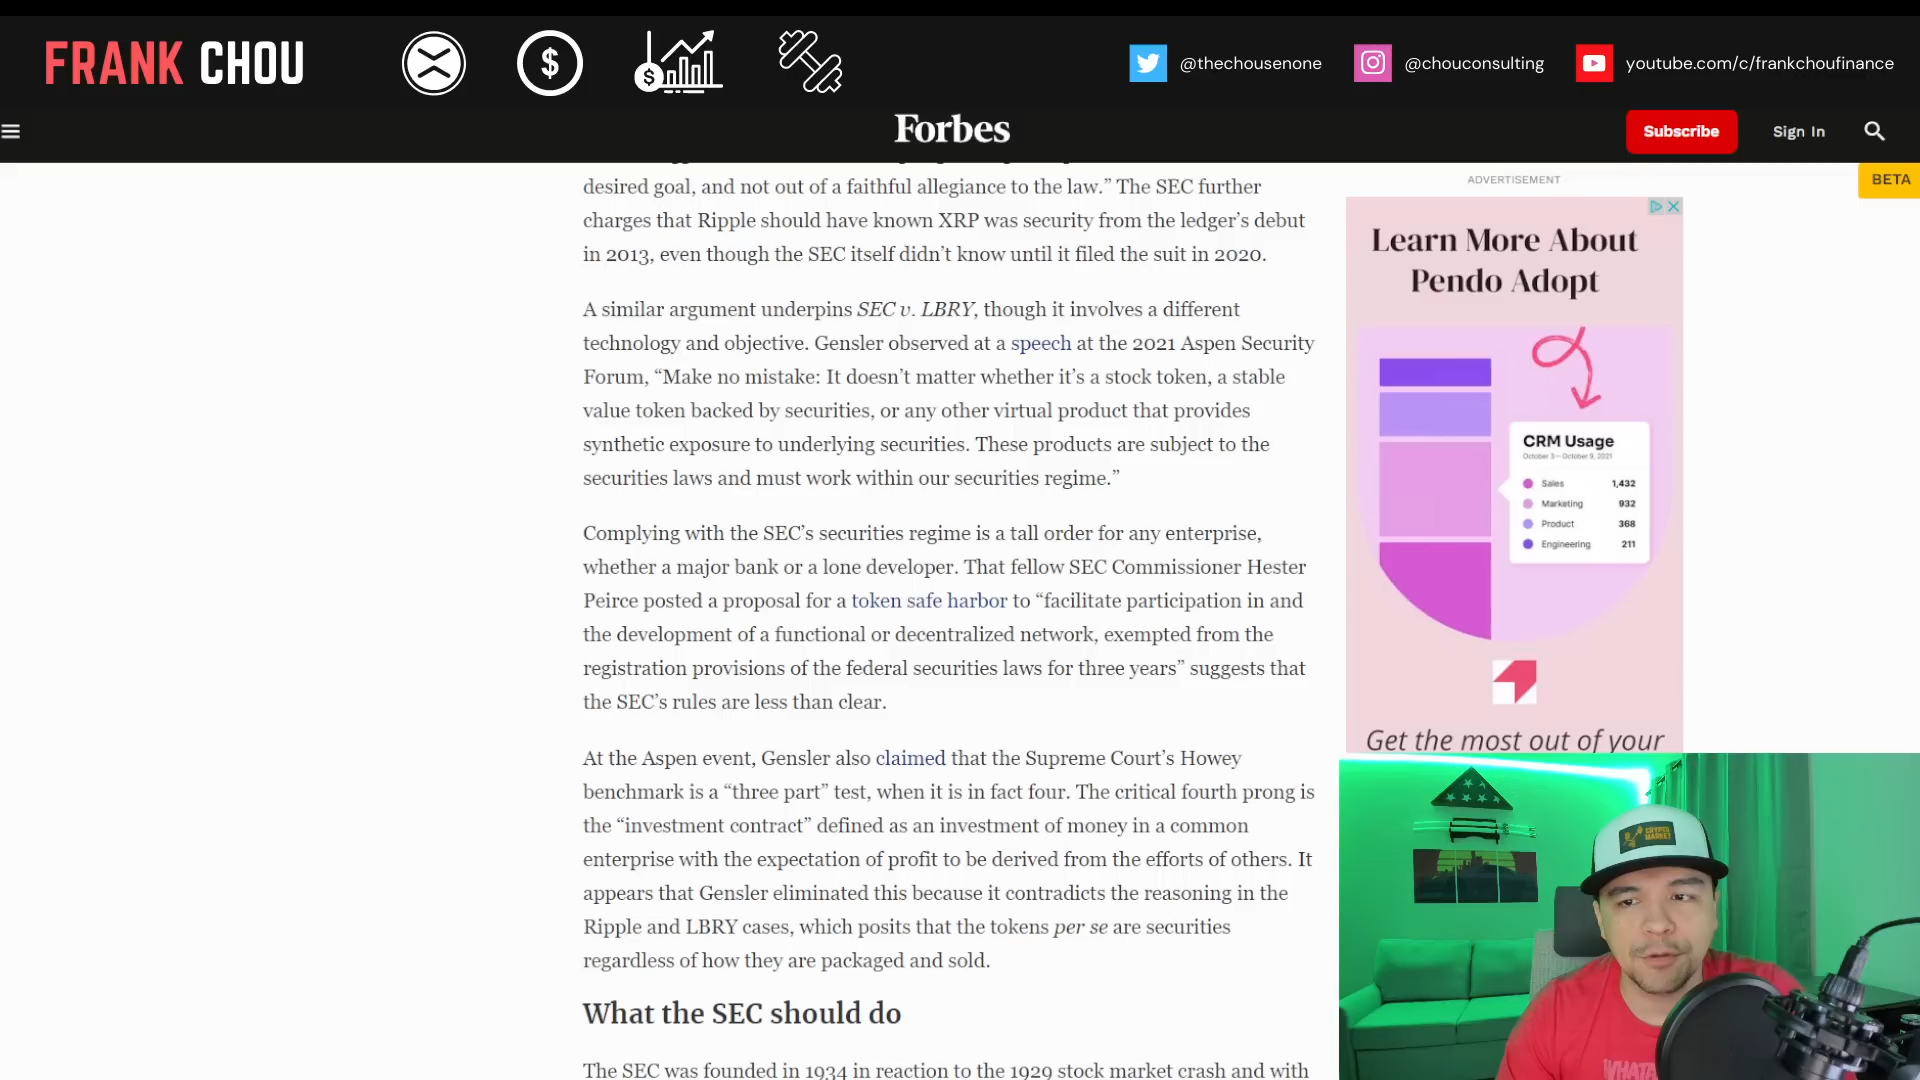 FRANK CHOU
$
$
@thechousenone
@chouconsulting
youtube.com/c/frankchoufinance
Forbes
Subscribe
Sign In
BETA
desired goal, and not out of a faithful allegiance to the law.” The SEC further
charges that Ripple should have known XRP was security from the ledger’s debut
in 2013, even though the SEC itself didn’t know until it filed the suit in 2020.
A similar argument underpins SEC v. LBRY, though it involves a different
technology and objective. Gensler observed at a speech at the 2021 Aspen Security
Forum, “Make no mistake: It doesn’t matter whether it’s a stock token, a stable
value token backed by securities, or any other virtual product that provides
synthetic exposure to underlying securities. These products are subject to the
securities laws and must work within our securities regime.”
Complying with the SEC’s securities regime is a tall order for any enterprise,
whether a major bank or a lone developer. That fellow SEC Commissioner Hester
Peirce posted a proposal for a token safe harbor to “facilitate participation in and
the development of a functional or decentralized network, exempted from the
registration provisions of the federal securities laws for three years” suggests that
the SEC’s rules are less than clear.
At the Aspen event, Gensler also claimed that the Supreme Court’s Howey
benchmark is a “three part” test, when it is in fact four. The critical fourth prong is
the “investment contract” defined as an investment of money in a common
enterprise with the expectation of profit to be derived from the efforts of others. It
appears that Gensler eliminated this because it contradicts the reasoning in the
Ripple and LBRY cases, which posits that the tokens per se are securities
regardless of how they are packaged and sold.
What the SEC should do
The SEC was founded in 1934 in reaction to the 1929 stock market crash and with
ADVERTISEMENT
Learn More About
Pendo Adopt
CRM Usage
October 3—October 9, 2021
Sales 1,432
Marketing 932
Product 368
Engineering 211
Get the most out of your
CRYPTO
MARKET